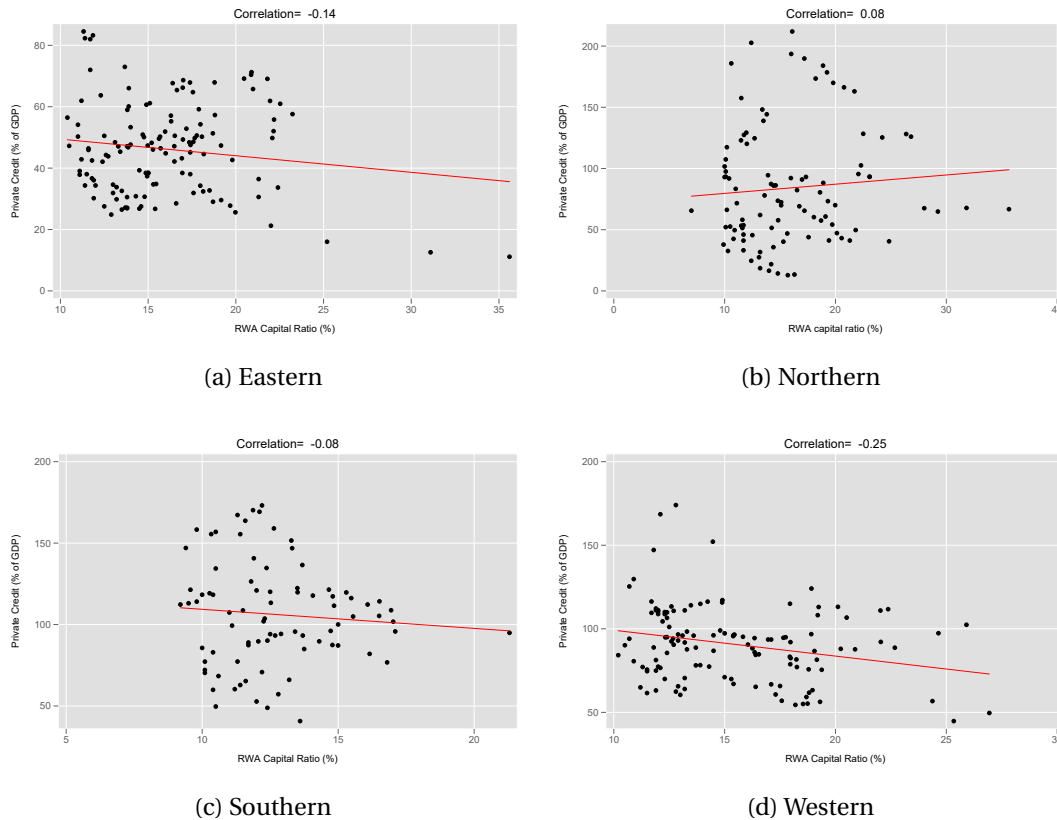 Correlation= -0.14
Private Credit (% of GDP)
80
60
40
20
0
10 15 20 25 30 35
RWA Capital Ratio (%)
(a) Eastern
Correlation= 0.08
Private Credit (% of GDP)
200
150
100
50
0
0 10 20 30 40
RWA capital ratio (%)
(b) Northern
Correlation= -0.08
Private Credit (% of GDP)
200
150
100
50
5 10 15 20
RWA Capital Ratio (%)
(c) Southern
Correlation= -0.25
Private Credit (% of GDP)
200
150
100
50
10 15 20 25 30
RWA Capital Ratio (%)
(d) Western